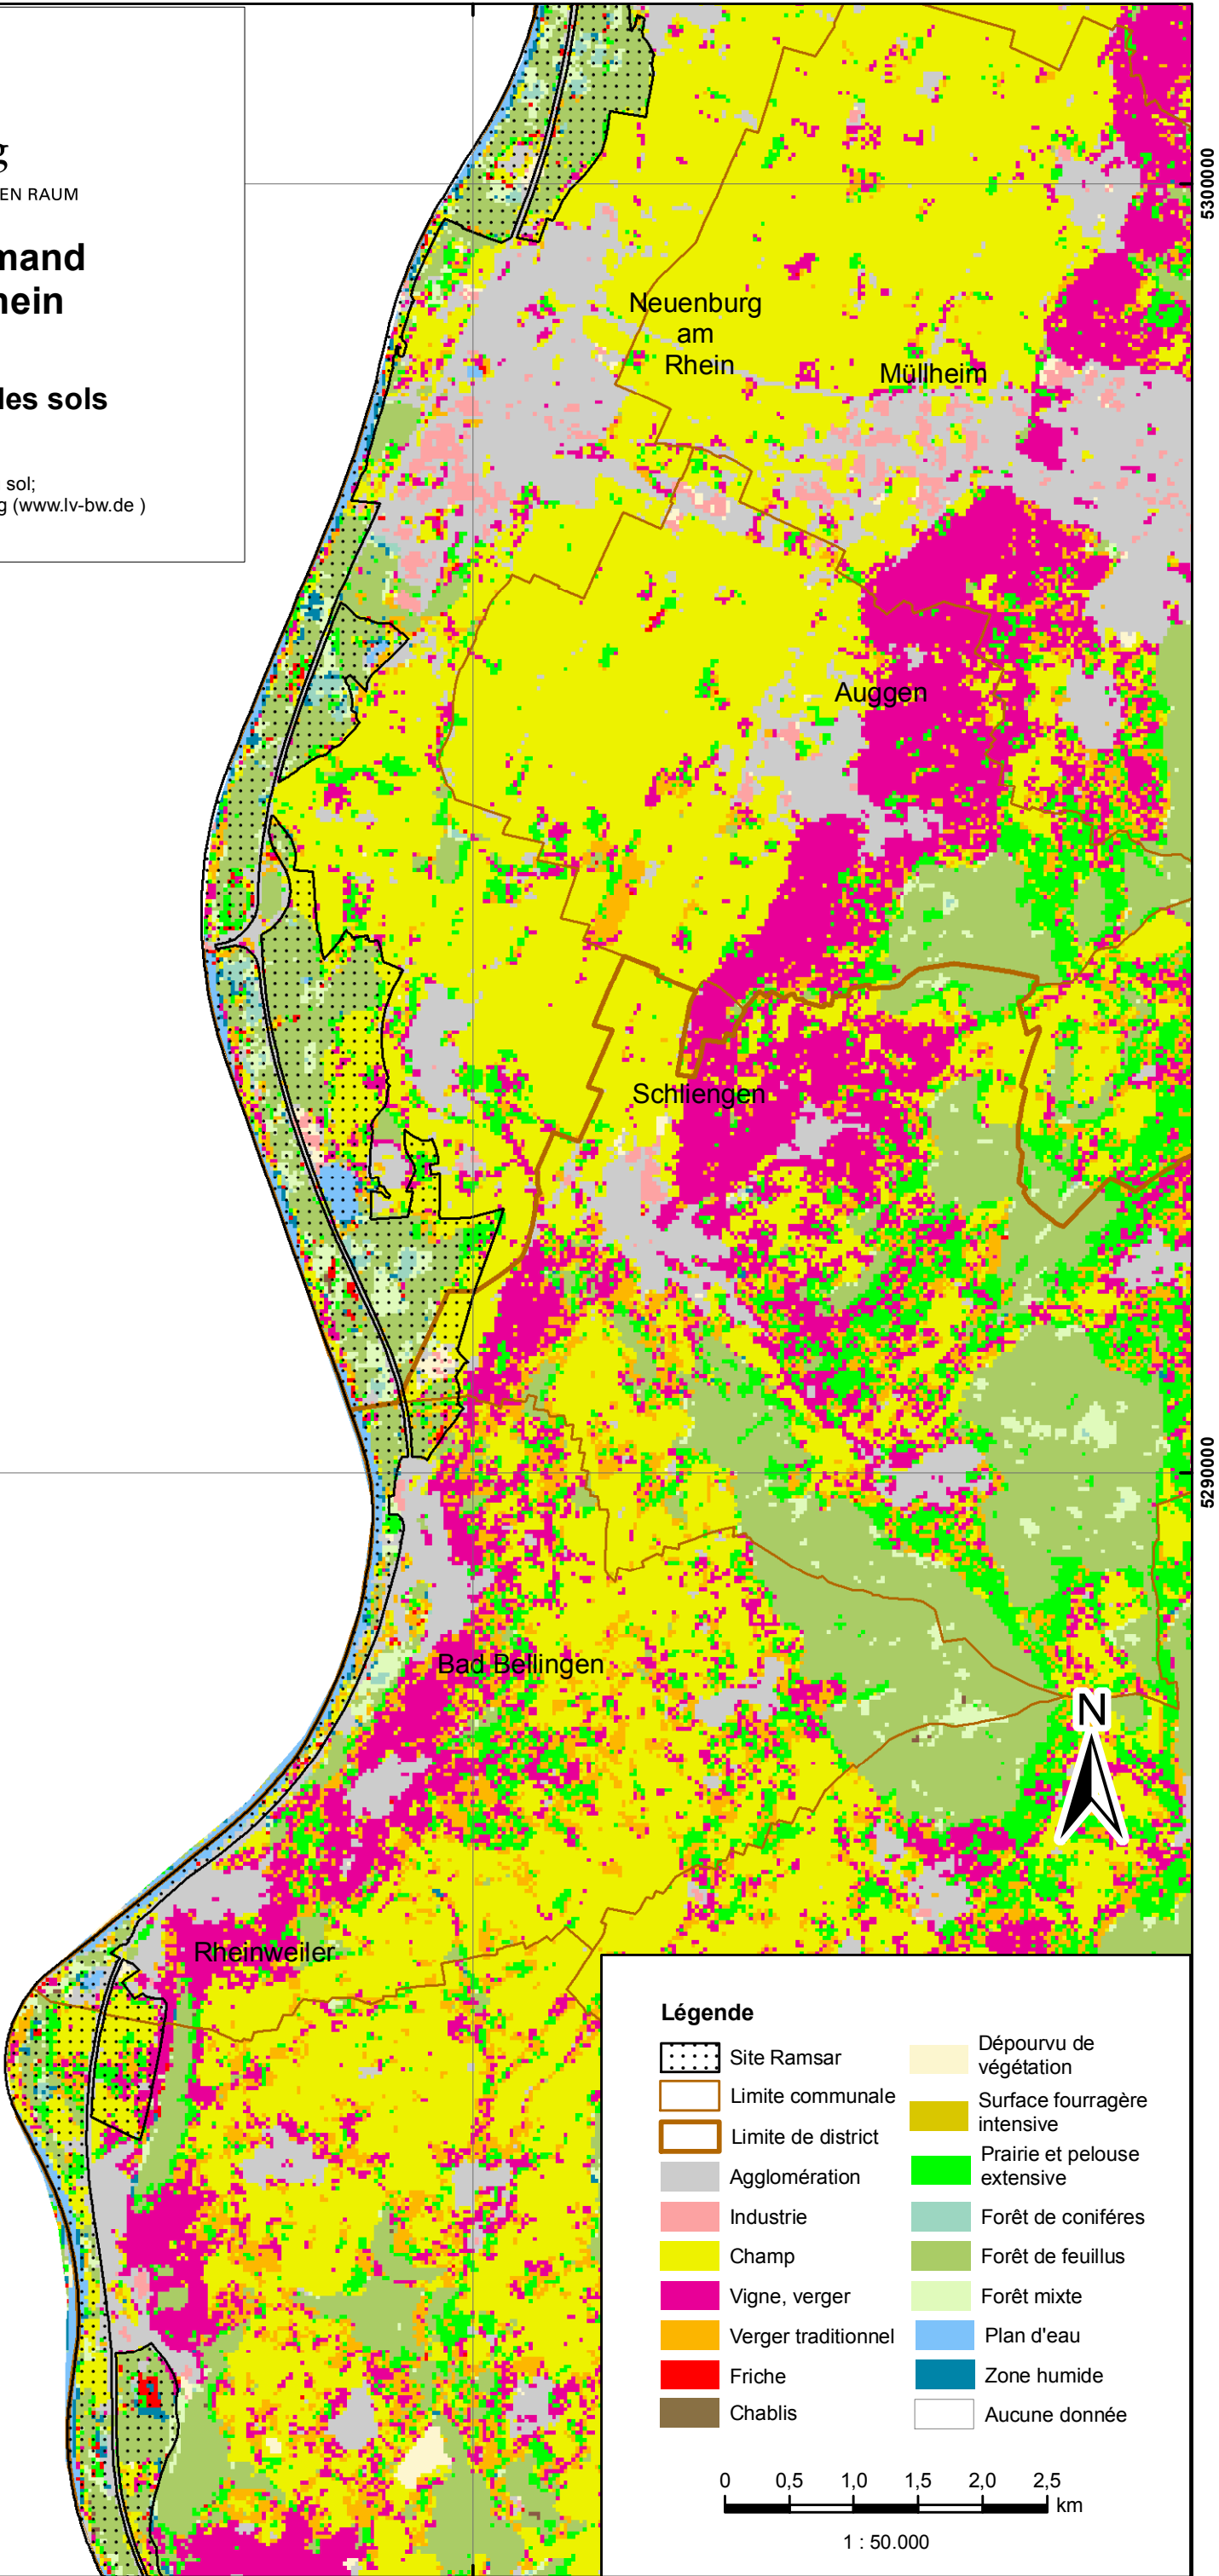 g
EN RAUM
mand
hein
les sols
sol;
g (www.lv-bw.de )
5300000
Neuenburg
am
Rhein
Müllheim
Auggen
Schliengen
5290000
Bad Bellingen
N
Rheinweiler
Légende
Site Ramsar
Limite communale
Limite de district
Agglomération
Industrie
Champ
Vigne, verger
Verger traditionnel
Friche
Chablis
Dépourvu de
végétation
Surface fourragère
intensive
Prairie et pelouse
extensive
Forêt de coniféres
Forêt de feuillus
Forêt mixte
Plan d'eau
Zone humide
Aucune donnée
0 0,5 1,0 1,5 2,0 2,5
km
1 : 50.000